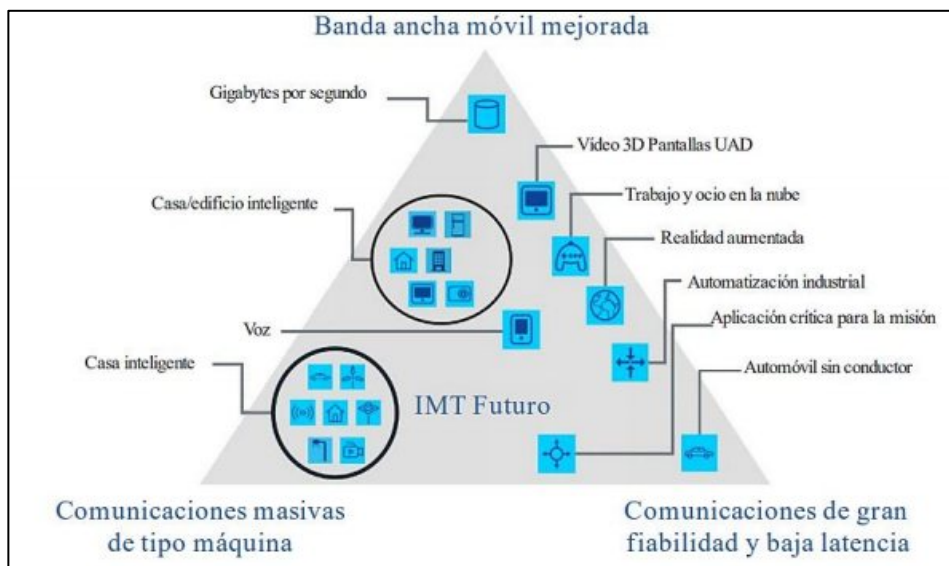 Banda ancha móvil mejorada
Gigabytes por segundo
Vídeo 3D Pantallas UAD
Trabajo y ocio en la nube
Casa/edificio inteligente
Realidad aumentada
Automatización industrial
Aplicación crítica para la misión
Voz
Casa inteligente
Automóvil sin conductor
IMT Futuro
Comunicaciones masivas
de tipo máquina
Comunicaciones de gran
fiabilidad y baja latencia